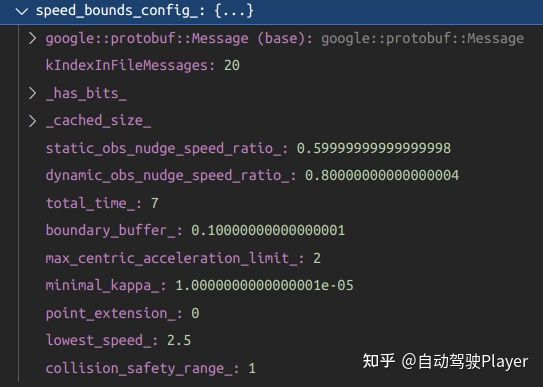 speed_bounds_config_: {...}
google::protobuf::Message (base): google::protobuf::Message
kIndexInFileMessages: 20
_has_bits_
_cached_size_
static_obs_nudge_speed_ratio_: 0.59999999999999998
dynamic_obs_nudge_speed_ratio_: 0.80000000000000004
total_time_: 7
boundary_buffer_: 0.10000000000000001
max_centric_acceleration_limit_: 2
minimal_kappa_: 1.0000000000000001e-05
point_extension_: 0
lowest_speed_: 2.5
collision_safety_range_: 1
知乎 @自动驾驶Player